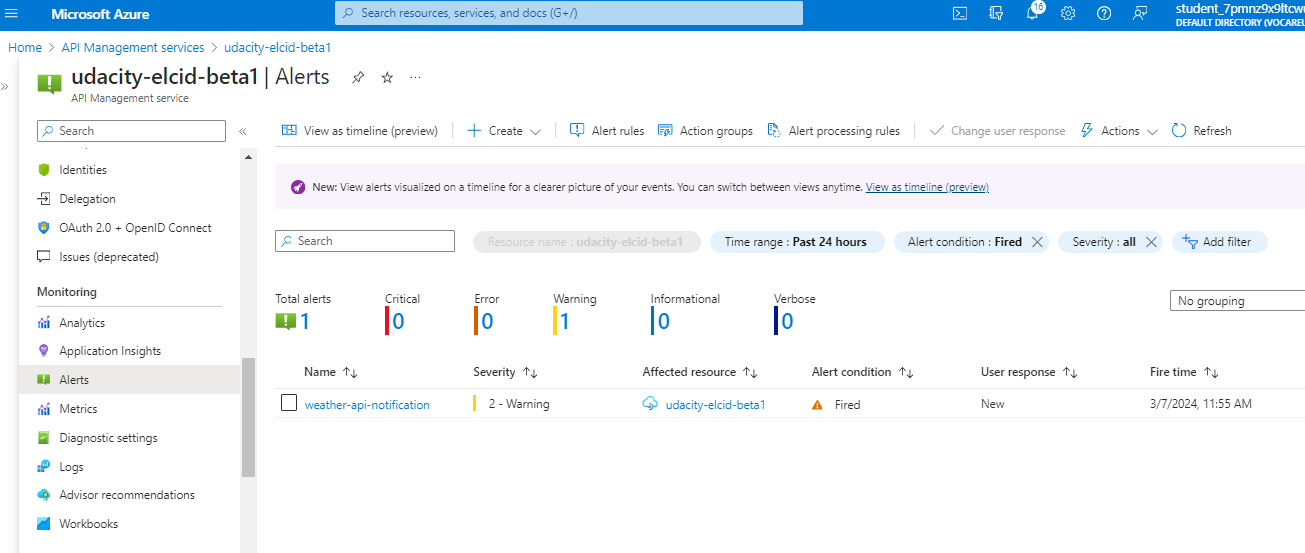 Microsoft Azure
Search resources, services, and docs (G+/)
16
student_7pmnz9x9ltcwu
DEFAULT DIRECTORY (VOCAREL
Home > API Management services > udacity-elcid-beta1
udacity-elcid-beta1 | Alerts
API Management service
Search
Identities
Delegation
OAuth 2.0 + OpenID Connect
Issues (deprecated)
Monitoring
Analytics
Application Insights
Alerts
Metrics
Diagnostic settings
Logs
Advisor recommendations
Workbooks
View as timeline (preview) Create Alert rules Action groups Alert processing rules Change user response Actions Refresh
New: View alerts visualized on a timeline for a clearer picture of your events. You can switch between views anytime. View as timeline (preview)
Search Resource name : udacity-elcid-beta1 Time range : Past 24 hours Alert condition : Fired Severity : all Add filter
Total alerts Critical Error Warning Informational Verbose
1 0 0 1 0 0
No grouping
Name Severity Affected resource Alert condition User response Fire time
weather-api-notification 2 - Warning udacity-elcid-beta1 Fired New 3/7/2024, 11:55 AM